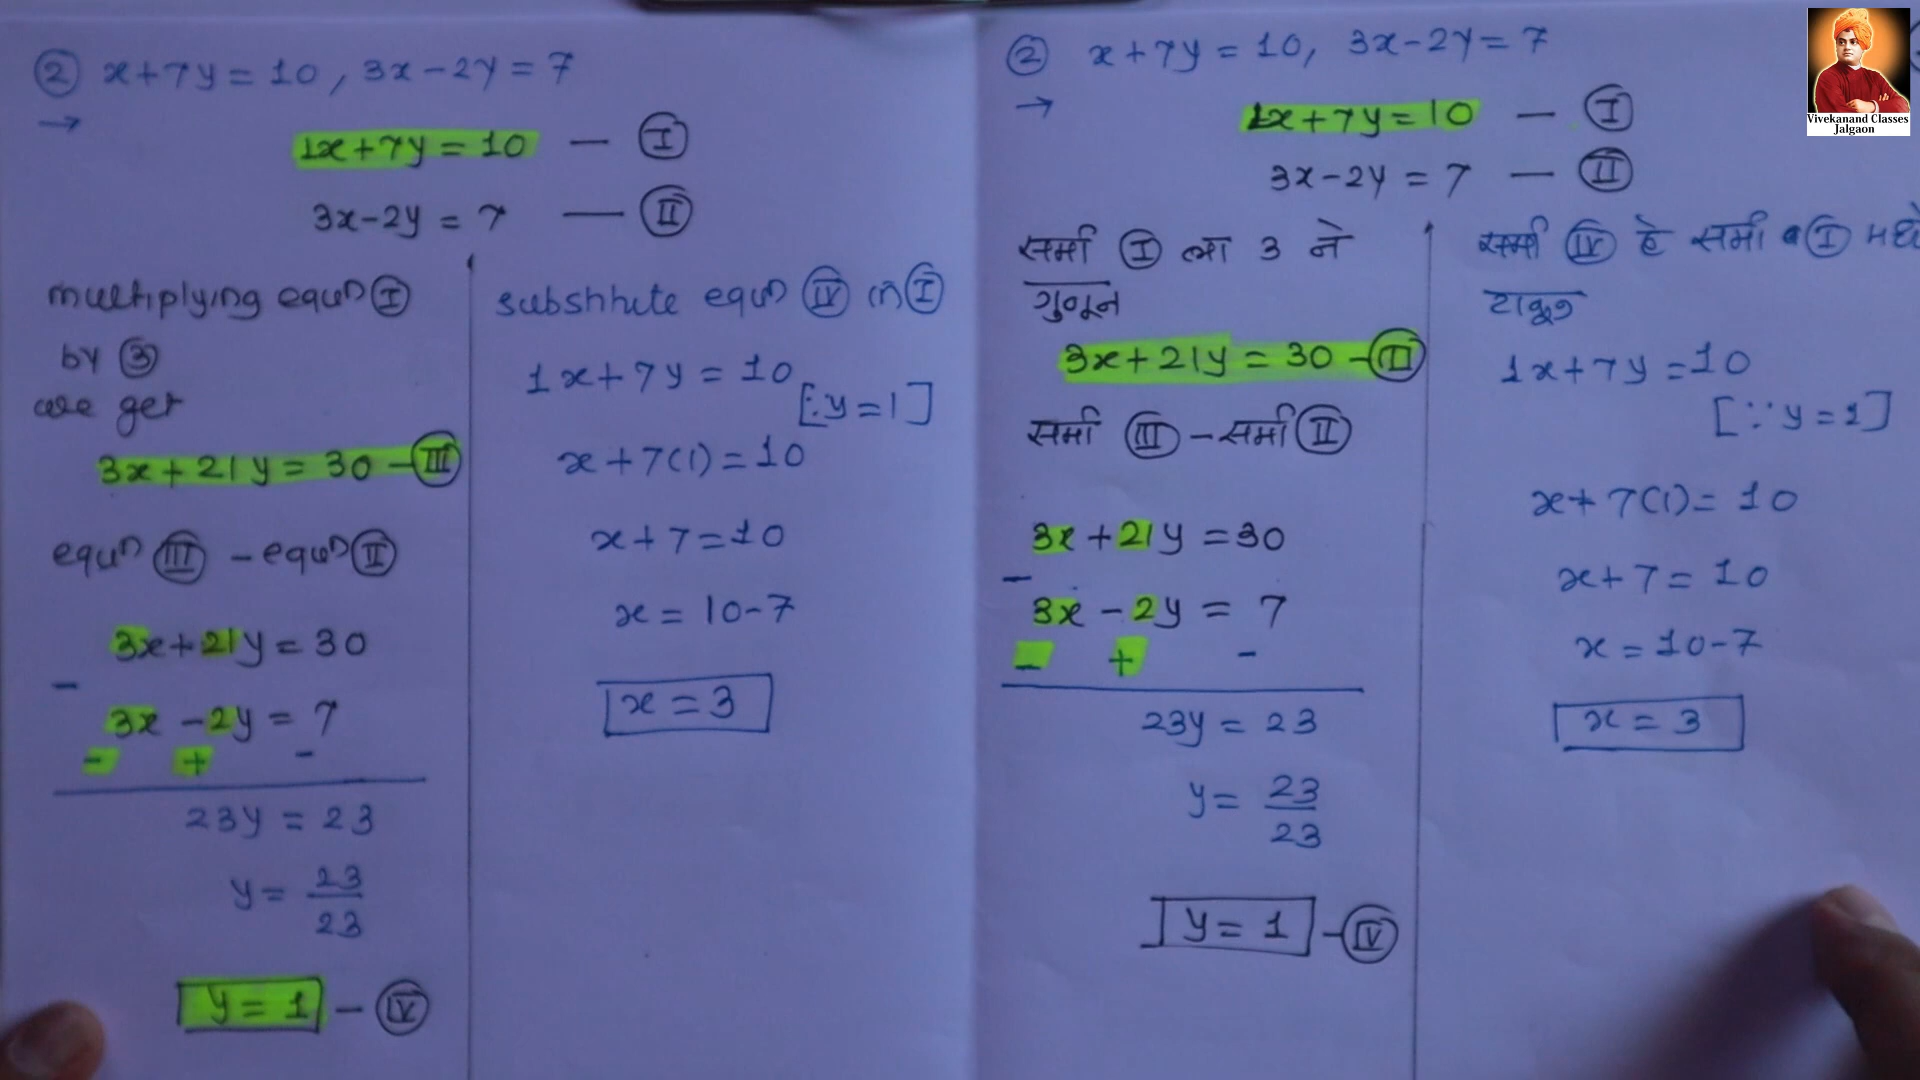 ② x+7y=10, 3x-2y=7
→
1x+7y=10 — Ⅰ
3x-2y=7 — Ⅱ
multiplying equⁿ Ⅰ
by ③
we get
3x+21y=30 - Ⅲ
equⁿ Ⅲ - equⁿ Ⅱ
3x+21y=30
-
3x-2y=7
- + -
23y=23
y=23/23
y=1 - Ⅳ
equⁿ Ⅳ in Ⅰ
1x+7y=10
[∵y=1]
x+7(1)=10
x+7=10
x=10-7
x=3
② x+7y=10, 3x-2y=7
→
1x+7y=10 — Ⅰ
3x-2y=7 — Ⅱ
समी Ⅰ ला 3 ने
गुणून
3x+21y=30 - Ⅲ
समी Ⅲ - समी Ⅱ
3x+21y=30
-
3x-2y=7
- + -
23y=23
y=23/23
y=1 - Ⅳ
समी Ⅳ हे समी Ⅰ मधे
टाकून
1x+7y=10
[∵y=1]
x+7(1)=10
x+7=10
x=10-7
x=3
Vivekanand Classes
Jalgaon